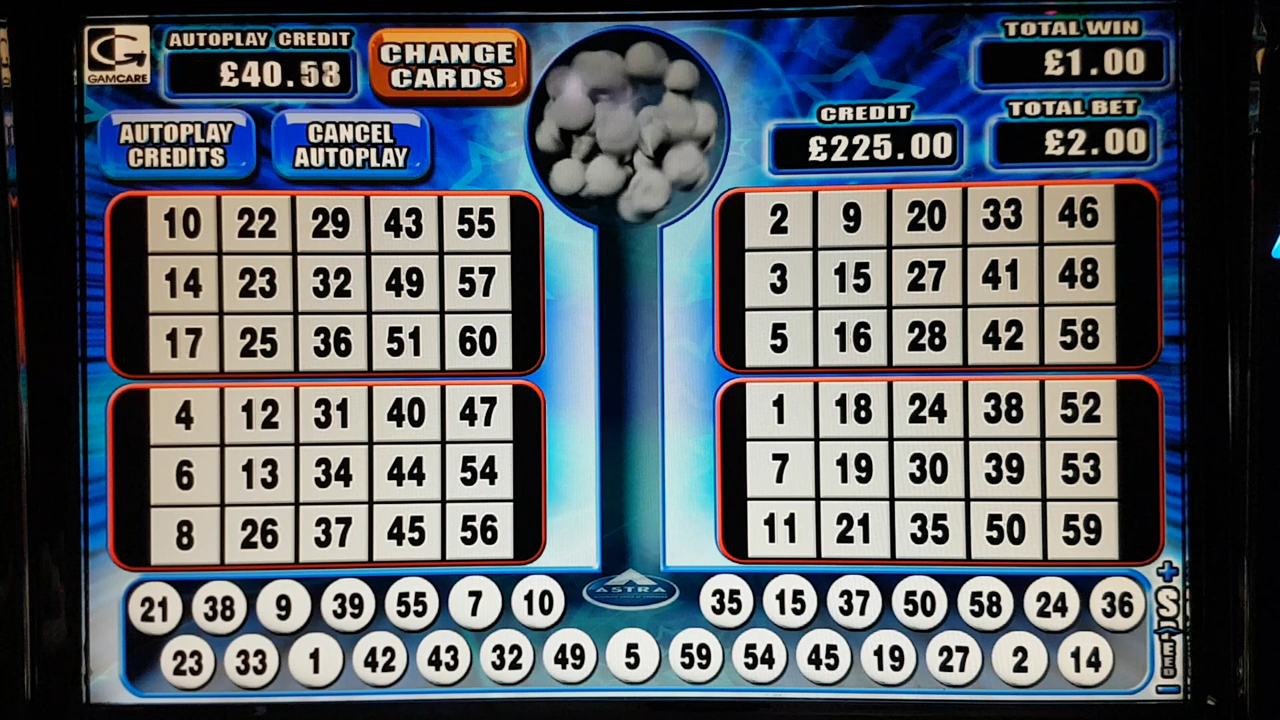 GAMCARE
AUTOPLAY CREDIT
£40.58
CHANGE
CARDS
TOTAL WIN
£1.00
AUTOPLAY
CREDITS
CANCEL
AUTOPLAY
CREDIT
£225.00
TOTAL BET
£2.00
10 22 29 43 55
14 23 32 49 57
17 25 36 51 60
2 9 20 33 46
3 15 27 41 48
5 16 28 42 58
4 12 31 40 47
6 13 34 44 54
8 26 37 45 56
1 18 24 38 52
7 19 30 39 53
11 21 35 50 59
21 38 9 39 55 7 10
ASTRA
35 15 37 50 58 24 36
23 33 1 42 43 32 49 5 59 54 45 19 27 2 14
+
SPEED
-